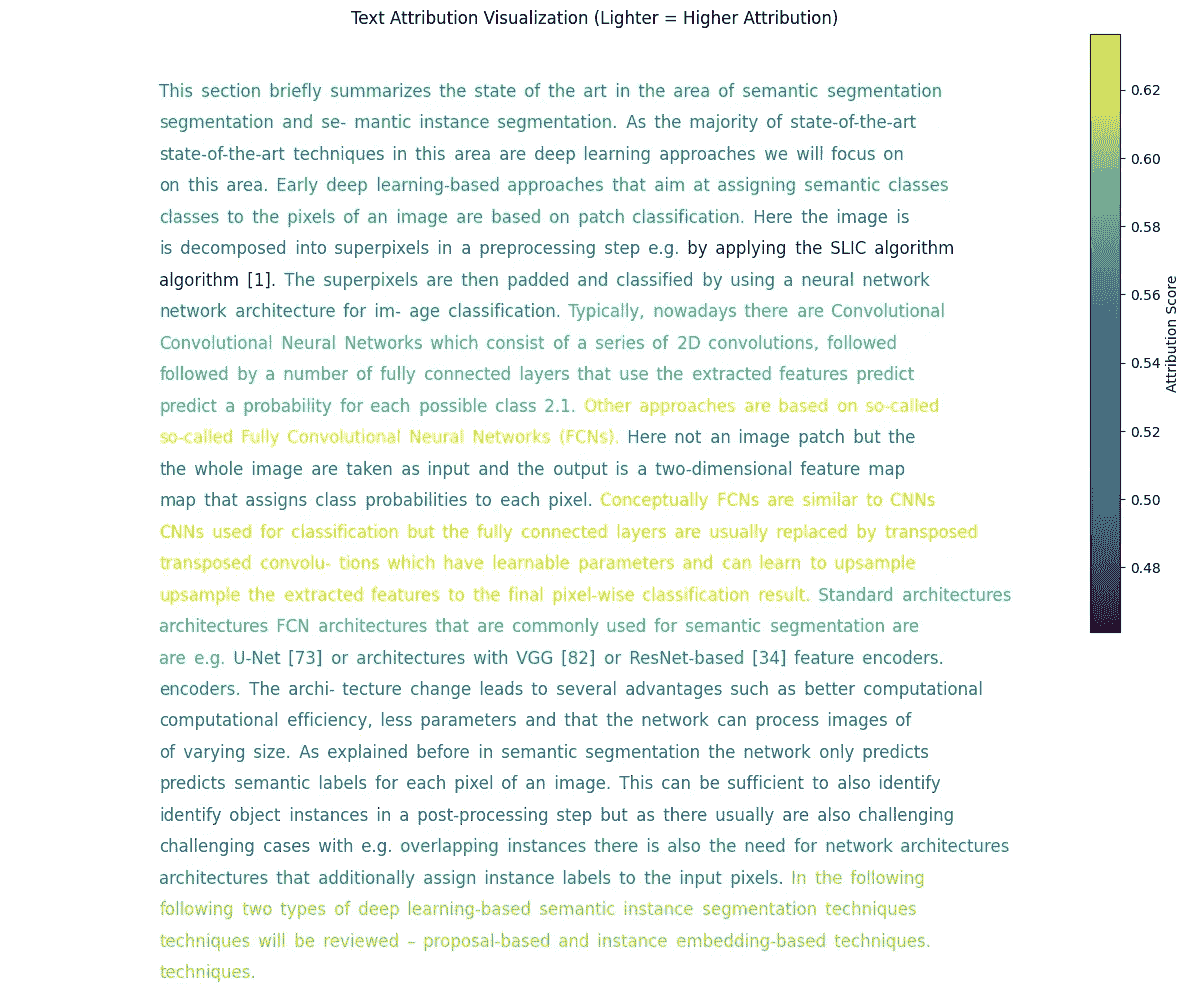 Text Attribution Visualization (Lighter = Higher Attribution)
This section briefly summarizes the state of the art in the area of semantic segmentation
segmentation and se- mantic instance segmentation. As the majority of state-of-the-art
state-of-the-art techniques in this area are deep learning approaches we will focus on
on this area. Early deep learning-based approaches that aim at assigning semantic classes
classes to the pixels of an image are based on patch classification. Here the image is
is decomposed into superpixels in a preprocessing step e.g. by applying the SLIC algorithm
algorithm [1]. The superpixels are then padded and classified by using a neural network
network architecture for im- age classification. Typically, nowadays there are Convolutional
Convolutional Neural Networks which consist of a series of 2D convolutions, followed
followed by a number of fully connected layers that use the extracted features predict
predict a probability for each possible class 2.1. Other approaches are based on so-called
so-called Fully Convolutional Neural Networks (FCNs). Here not an image patch but the
the whole image are taken as input and the output is a two-dimensional feature map
map that assigns class probabilities to each pixel. Conceptually FCNs are similar to CNNs
CNNs used for classification but the fully connected layers are usually replaced by transposed
transposed convolu- tions which have learnable parameters and can learn to upsample
upsample the extracted features to the final pixel-wise classification result. Standard architectures
architectures FCN architectures that are commonly used for semantic segmentation are
are e.g. U-Net [73] or architectures with VGG [82] or ResNet-based [34] feature encoders.
encoders. The archi- tecture change leads to several advantages such as better computational
computational efficiency, less parameters and that the network can process images of
of varying size. As explained before in semantic segmentation the network only predicts
predicts semantic labels for each pixel of an image. This can be sufficient to also identify
identify object instances in a post-processing step but as there usually are also challenging
challenging cases with e.g. overlapping instances there is also the need for network architectures
architectures that additionally assign instance labels to the input pixels. In the following
following two types of deep learning-based semantic instance segmentation techniques
techniques will be reviewed – proposal-based and instance embedding-based techniques.
techniques.
0.62
0.60
0.58
0.56
0.54
0.52
0.50
0.48
Attribution Score